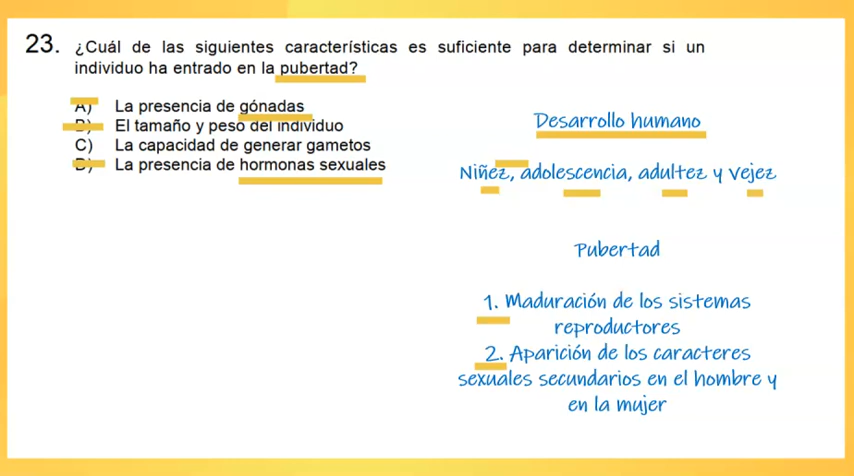 23. ¿Cuál de las siguientes características es suficiente para determinar si un
individuo ha entrado en la pubertad?
A) La presencia de gónadas
B) El tamaño y peso del individuo
C) La capacidad de generar gametos
D) La presencia de hormonas sexuales
Desarrollo humano
Niñez, adolescencia, adultez y vejez
Pubertad
1. Maduración de los sistemas
reproductores
2. Aparición de los caracteres
sexuales secundarios en el hombre y
en la mujer